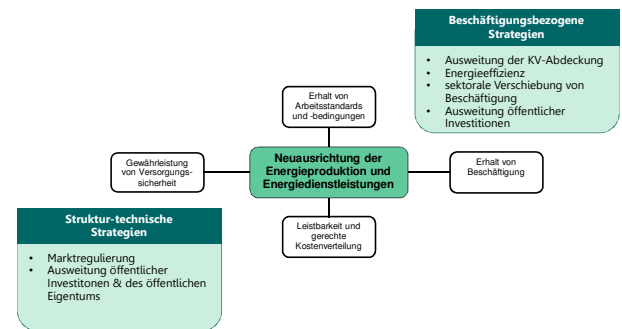 Beschäftigungsbezogene
Strategien
• Ausweitung der KV-Abdeckung
• Energieeffizienz
• sektorale Verschiebung von
Beschäftigung
• Ausweitung öffentlicher
Investitionen
Erhalt von
Arbeitsstandards
und -bedingungen
Gewährleistung
von Versorgungs-
sicherheit
Neuausrichtung der
Energieproduktion und
Energiedienstleistungen
Erhalt von
Beschäftigung
Leistbarkeit und
gerechte
Kostenverteilung
Struktur-technische
Strategien
• Marktregulierung
• Ausweitung öffentlicher
Investitonen & des öffentlichen
Eigentums